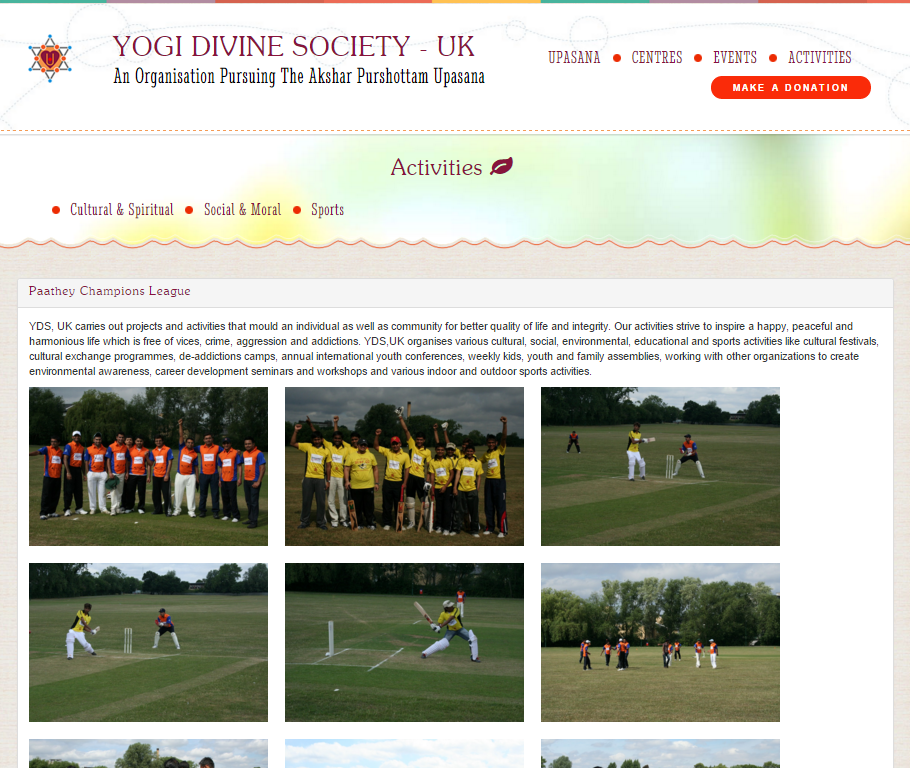 YOGI DIVINE SOCIETY - UK
An Organisation Pursuing The Akshar Purshottam Upasana
UPASANA CENTRES EVENTS ACTIVITIES
MAKE A DONATION
Activities
Cultural & Spiritual Social & Moral Sports
Paathey Champions League
YDS, UK carries out projects and activities that mould an individual as well as community for better quality of life and integrity. Our activities strive to inspire a happy, peaceful and
harmonious life which is free of vices, crime, aggression and addictions. YDS,UK organises various cultural, social, environmental, educational and sports activities like cultural festivals,
cultural exchange programmes, de-addictions camps, annual international youth conferences, weekly kids, youth and family assemblies, working with other organizations to create
environmental awareness, career development seminars and workshops and various indoor and outdoor sports activities.